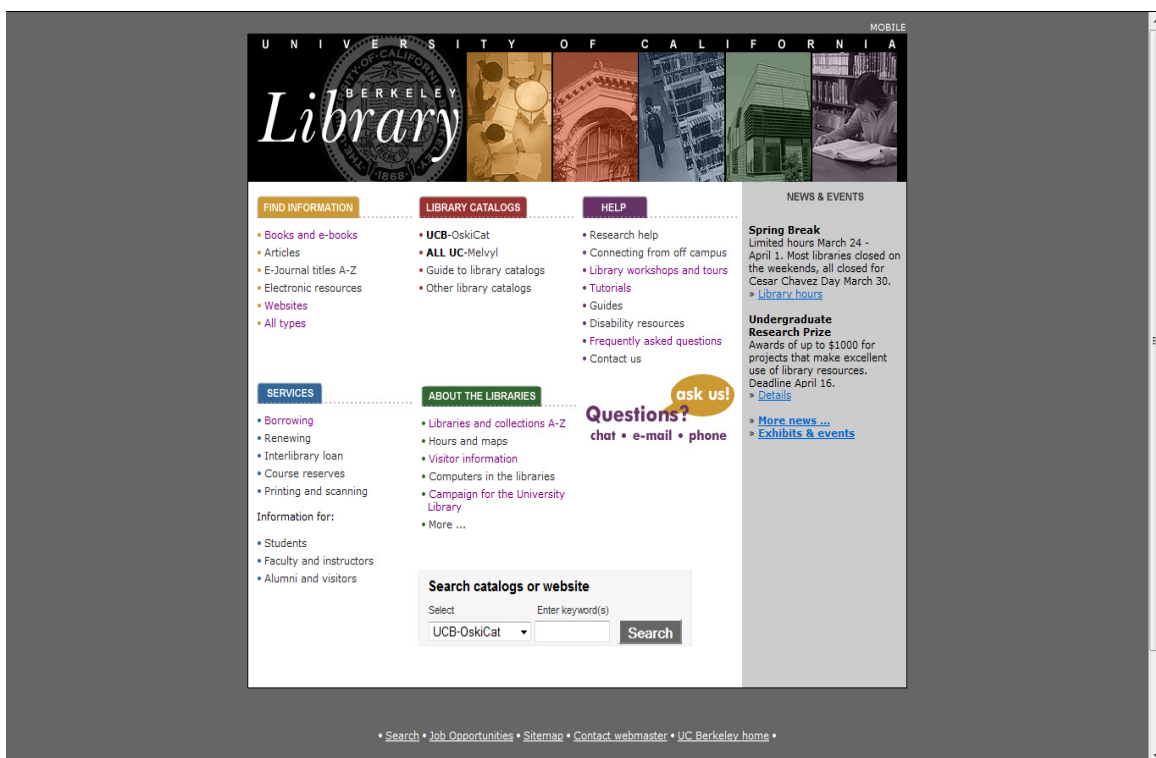 MOBILE
UNIVERSITY OF CALIFORNIA
BERKELEY
Library
1868
FIND INFORMATION
• Books and e-books
• Articles
• E-Journal titles A-Z
• Electronic resources
• Websites
• All types
LIBRARY CATALOGS
• UCB-OskiCat
• ALL UC-Melvyl
• Guide to library catalogs
• Other library catalogs
HELP
• Research help
• Connecting from off campus
• Library workshops and tours
• Tutorials
• Guides
• Disability resources
• Frequently asked questions
• Contact us
SERVICES
• Borrowing
• Renewing
• Interlibrary loan
• Course reserves
• Printing and scanning
Information for:
• Students
• Faculty and instructors
• Alumni and visitors
ABOUT THE LIBRARIES
• Libraries and collections A-Z
• Hours and maps
• Visitor information
• Computers in the libraries
• Campaign for the University
Library
• More ...
ask us!
Questions?
chat • e-mail • phone
Search catalogs or website
Select
Enter keyword(s)
UCB-OskiCat
Search
NEWS & EVENTS
Spring Break
Limited hours March 24 -
April 1. Most libraries closed on
the weekends, all closed for
Cesar Chavez Day March 30.
» Library hours
Undergraduate
Research Prize
Awards of up to $1000 for
projects that make excellent
use of library resources.
Deadline April 16.
» Details
» More news ...
» Exhibits & events
• Search • Job Opportunities • Sitemap • Contact webmaster • UC Berkeley home •